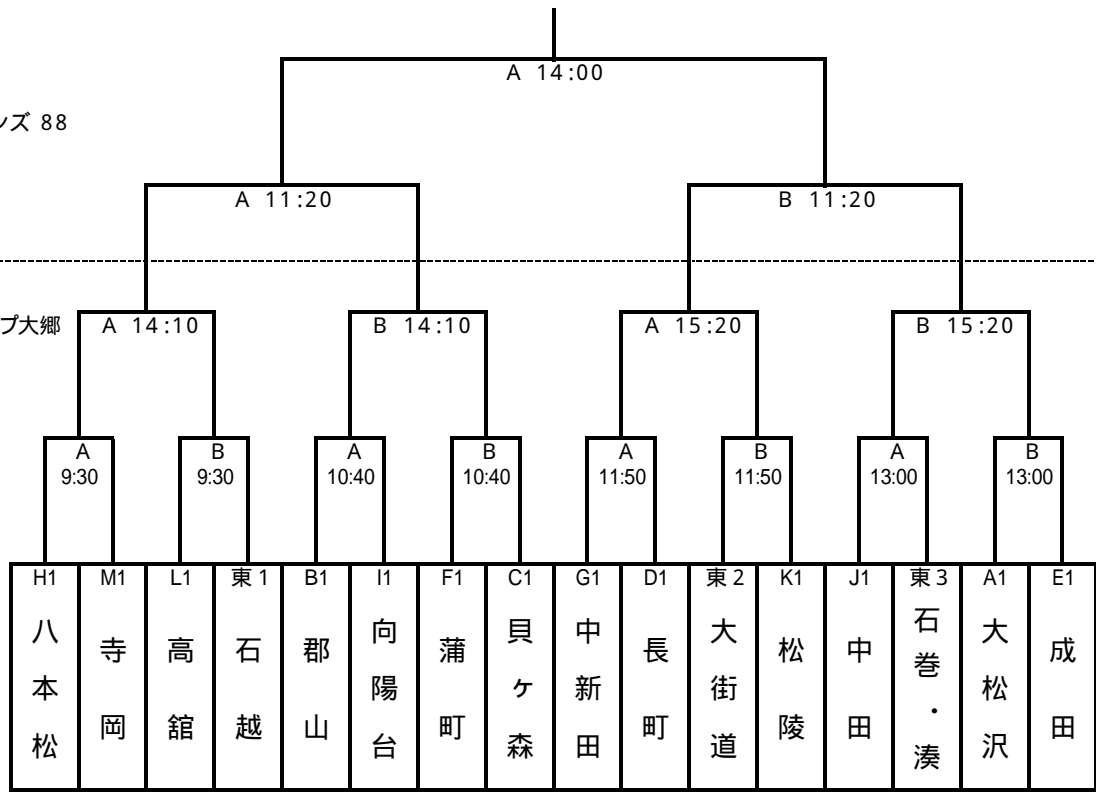 A 14:00
ンズ 88
A 11:20 B 11:20
プ大郷 A 14:10 B 14:10 A 15:20 B 15:20
A B A B A B A B
9:30 9:30 10:40 10:40 11:50 11:50 13:00 13:00
H1 M1 L1 東1 B1 I1 F1 C1 G1 D1 東2 K1 J1 東3 A1 E1
八本松
寺岡
高舘
石越
郡山
向陽台
蒲町
貝ヶ森
中新田
長町
大街道
松陵
中田
石巻・湊
大松沢
成田